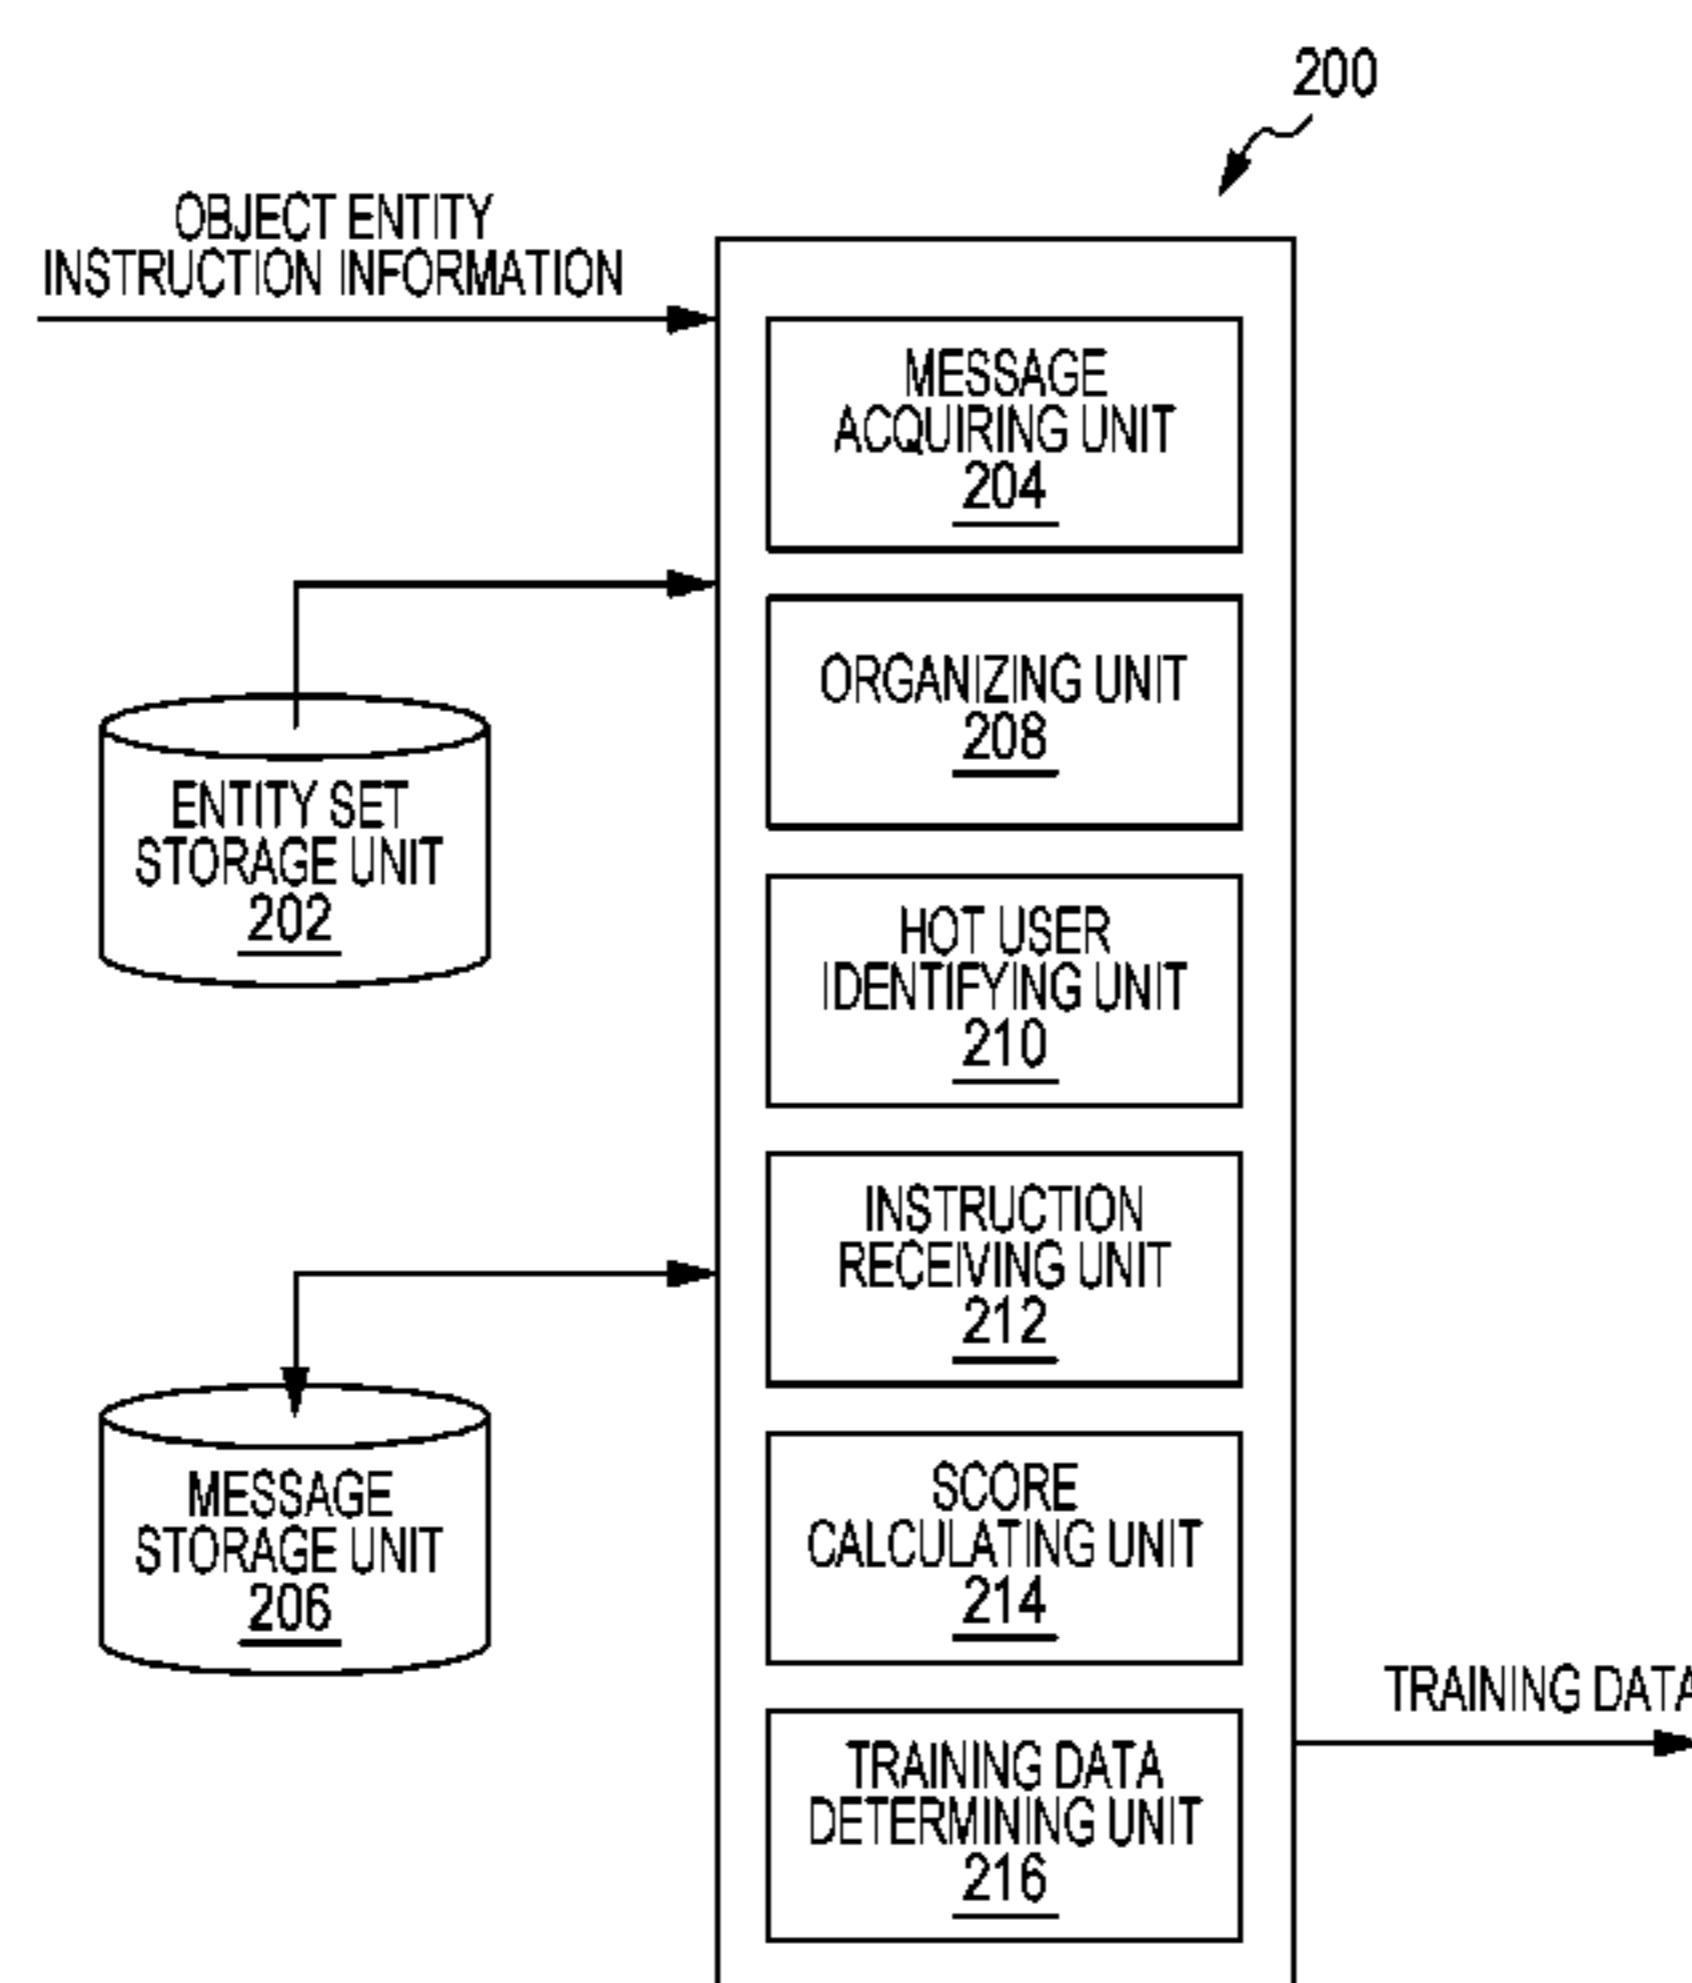 200
OBJECT ENTITY
INSTRUCTION INFORMATION
MESSAGE
ACQUIRING UNIT
204
ORGANIZING UNIT
208
ENTITY SET
STORAGE UNIT
202
HOT USER
IDENTIFYING UNIT
210
INSTRUCTION
RECEIVING UNIT
212
MESSAGE
STORAGE UNIT
206
SCORE
CALCULATING UNIT
214
TRAINING DATA
TRAINING DATA
DETERMINING UNIT
216